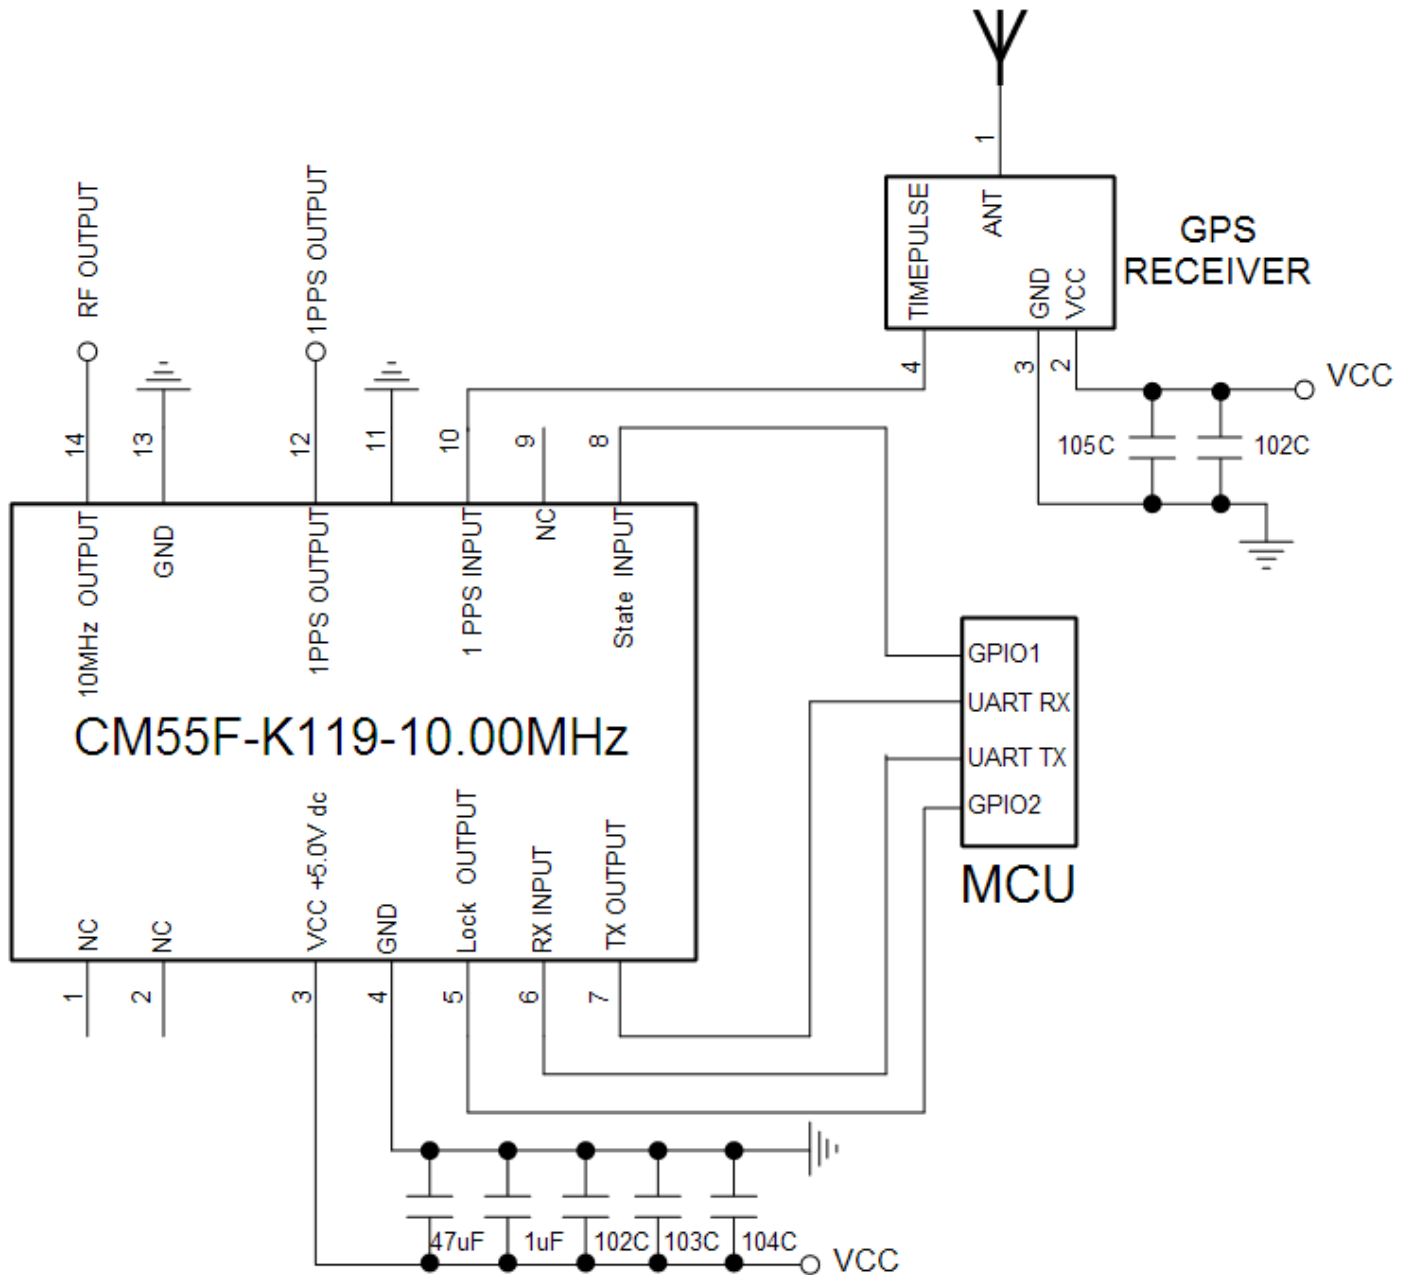 1
TIMEPULSE
ANT
GND
VCC
GPS
RECEIVER
4
3
2
VCC
105C
102C
RF OUTPUT
1PPS OUTPUT
14
13
12
11
10
9
8
10MHz OUTPUT
GND
1PPS OUTPUT
1 PPS INPUT
NC
State INPUT
CM55F-K119-10.00MHz
GPIO1
UART RX
UART TX
GPIO2
MCU
NC
NC
VCC +5.0V dc
GND
Lock OUTPUT
RX INPUT
TX OUTPUT
1
2
3
4
5
6
7
47uF
1uF
102C
103C
104C
VCC